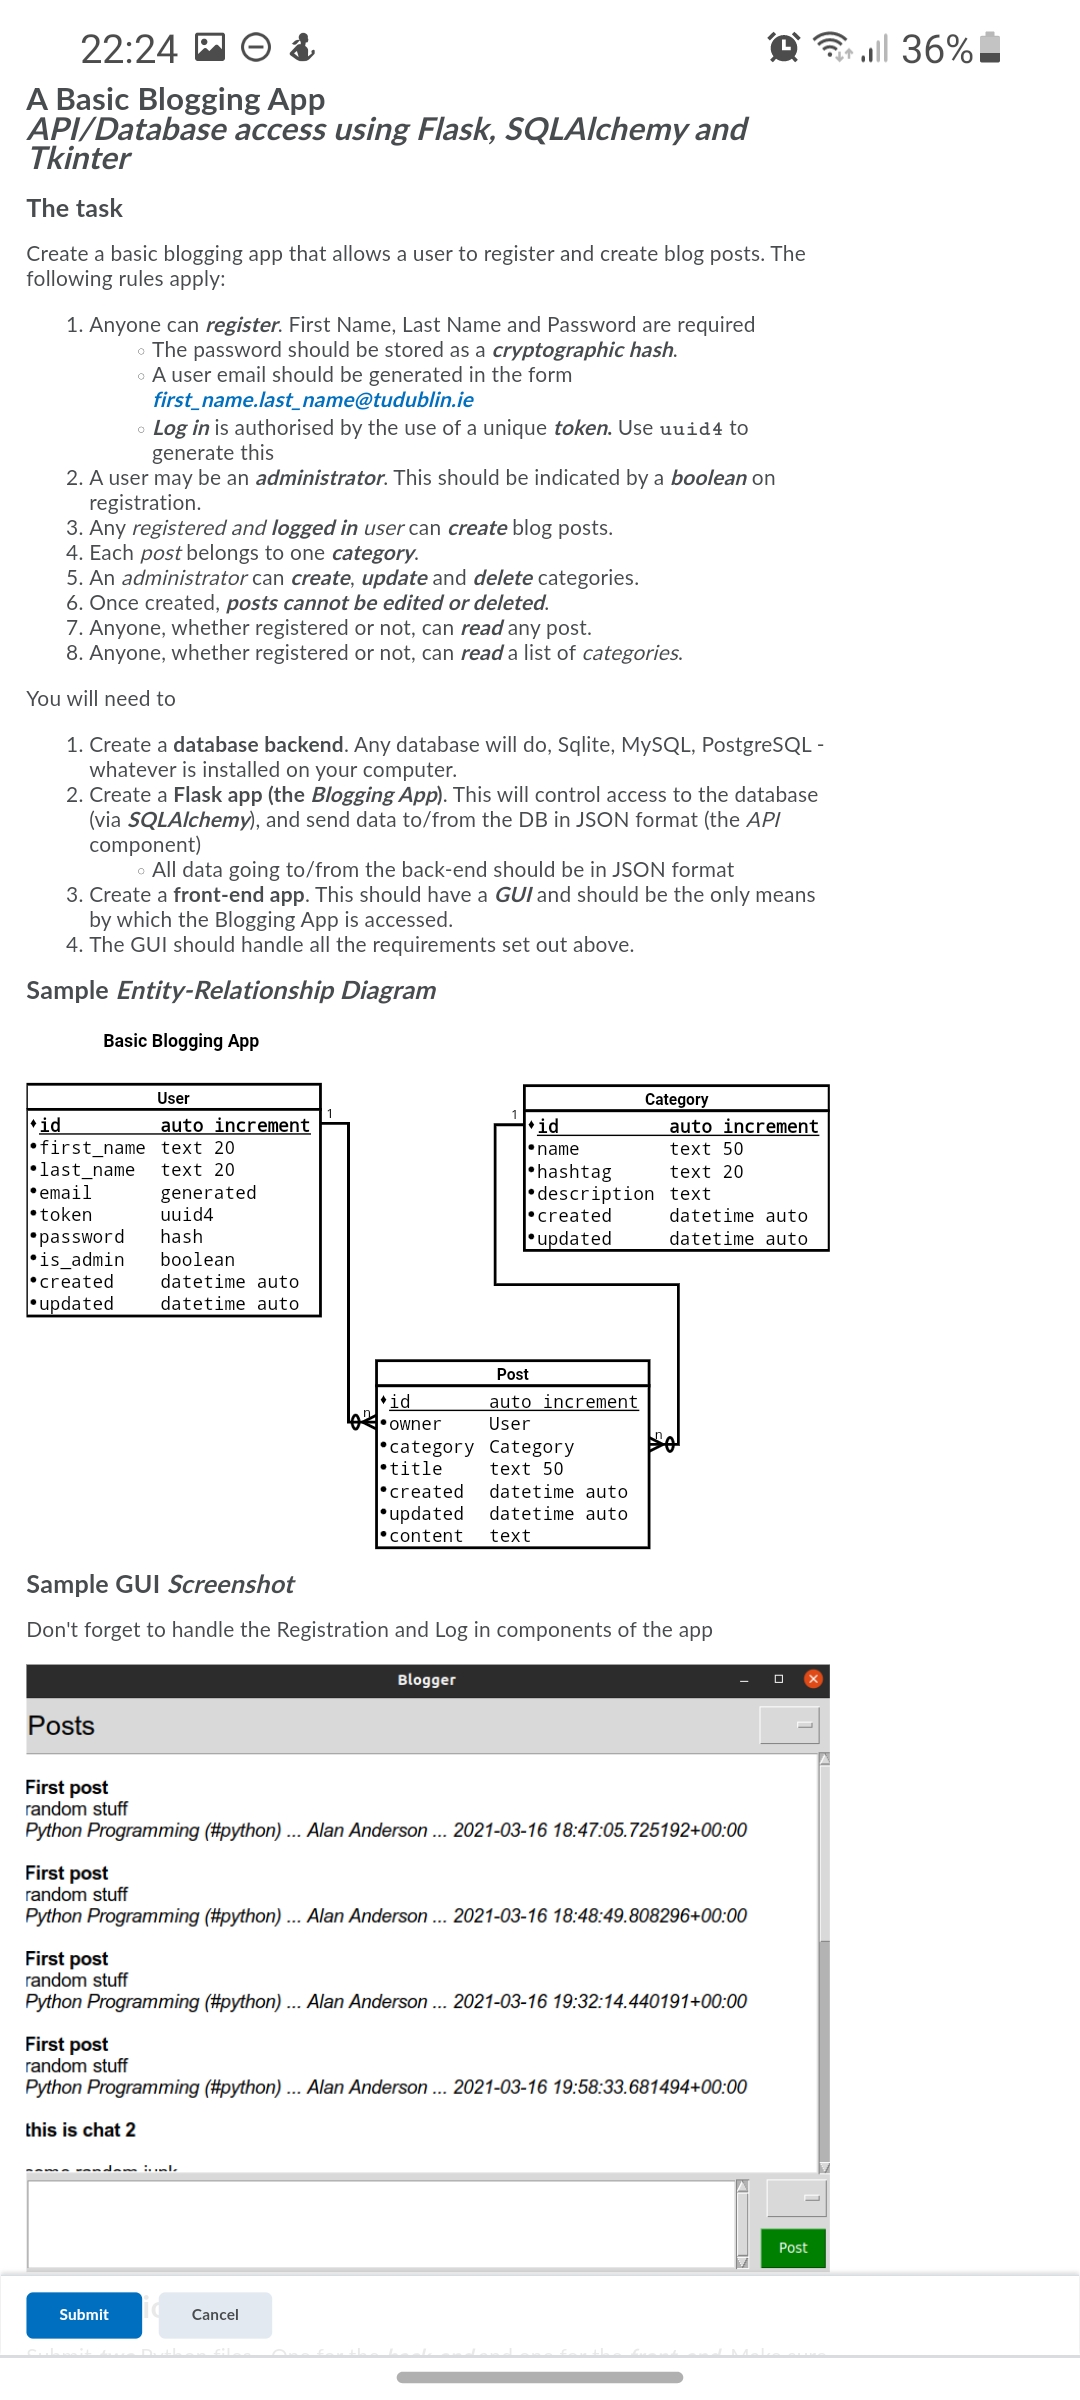 22:24
36%
A Basic Blogging App
API/Database access using Flask, SQLAlchemy and
Tkinter
The task
Create a basic blogging app that allows a user to register and create blog posts. The
following rules apply:
1. Anyone can register. First Name, Last Name and Password are required
The password should be stored as a cryptographic hash.
A user email should be generated in the form
first_name.last_name@tudublin.ie
Log in is authorised by the use of a unique token. Use uuid4 to
generate this
2. A user may be an administrator. This should be indicated by a boolean on
registration.
3. Any registered and logged in user can create blog posts.
4. Each post belongs to one category.
5. An administrator can create, update and delete categories.
6. Once created, posts cannot be edited or deleted.
7. Anyone, whether registered or not, can read any post.
8. Anyone, whether registered or not, can read a list of categories.
You will need to
1. Create a database backend. Any database will do, Sqlite, MySQL, PostgreSQL -
whatever is installed on your computer.
2. Create a Flask app (the Blogging App). This will control access to the database
(via SQLAlchemy), and send data to/from the DB in JSON format (the API
component)
All data going to/from the back-end should be in JSON format
3. Create a front-end app. This should have a GUI and should be the only means
by which the Blogging App is accessed.
4. The GUI should handle all the requirements set out above.
Sample Entity-Relationship Diagram
Basic Blogging App
User
id auto increment
first_name text 20
last_name text 20
email generated
token uuid4
password hash
is_admin boolean
created datetime auto
updated datetime auto
1
1
Category
id auto increment
name text 50
hashtag text 20
description text
created datetime auto
updated datetime auto
Post
id auto increment
owner User
category Category
title text 50
created datetime auto
updated datetime auto
content text
n
n
Sample GUI Screenshot
Don't forget to handle the Registration and Log in components of the app
Blogger
Posts
First post
random stuff
Python Programming (#python) ... Alan Anderson ... 2021-03-16 18:47:05.725192+00:00
First post
random stuff
Python Programming (#python) ... Alan Anderson ... 2021-03-16 18:48:49.808296+00:00
First post
random stuff
Python Programming (#python) ... Alan Anderson ... 2021-03-16 19:32:14.440191+00:00
First post
random stuff
Python Programming (#python) ... Alan Anderson ... 2021-03-16 19:58:33.681494+00:00
this is chat 2
some random junk
Post
Submit
Cancel